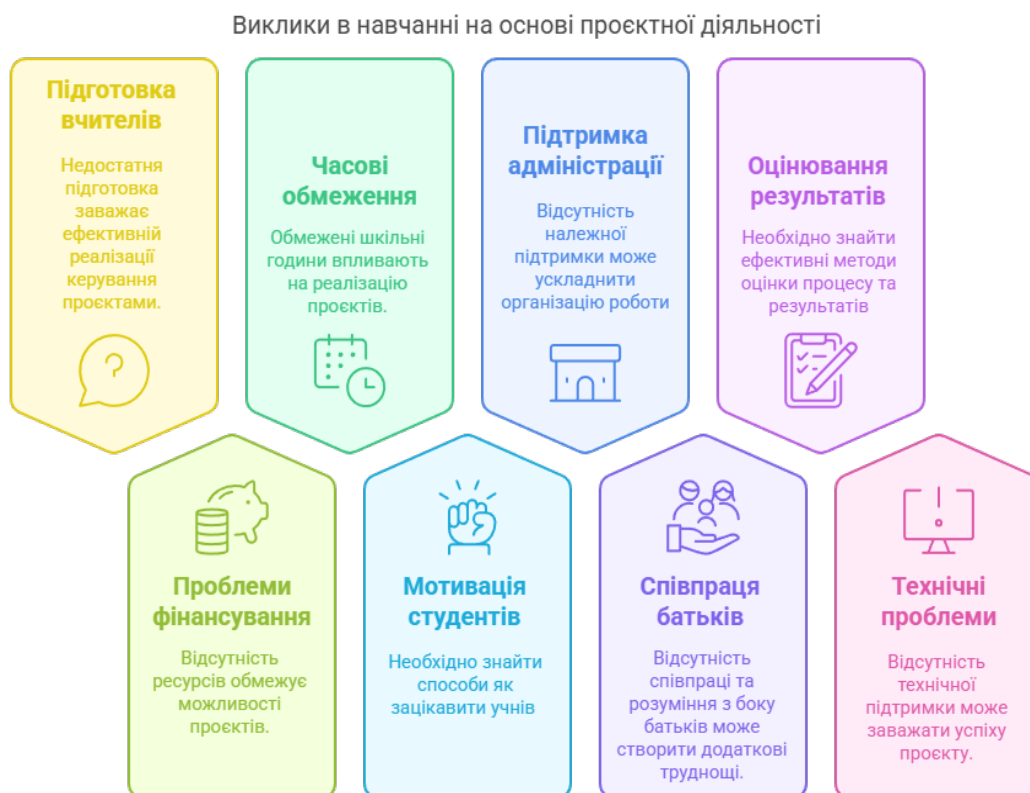 Виклики в навчанні на основі проєктної діяльності
Підготовка
вчителів
Недостатня
підготовка
заважає
ефективній
реалізації
керування
проєктами.
Часові
обмеження
Обмежені шкільні
години впливають
на реалізацію
проєктів.
Підтримка
адміністрації
Відсутність
належної
підтримки може
ускладнити
організацію роботи
Оцінювання
результатів
Необхідно знайти
ефективні методи
оцінки процесу та
результатів
Проблеми
фінансування
Відсутність
ресурсів обмежує
можливості
проєктів.
Мотивація
студентів
Необхідно знайти
способи як
зацікавити учнів
Співпраця
батьків
Відсутність
співпраці та
розуміння з боку
батьків може
створити додаткові
труднощі.
Технічні
проблеми
Відсутність
технічної
підтримки може
заважати успіху
проєкту.